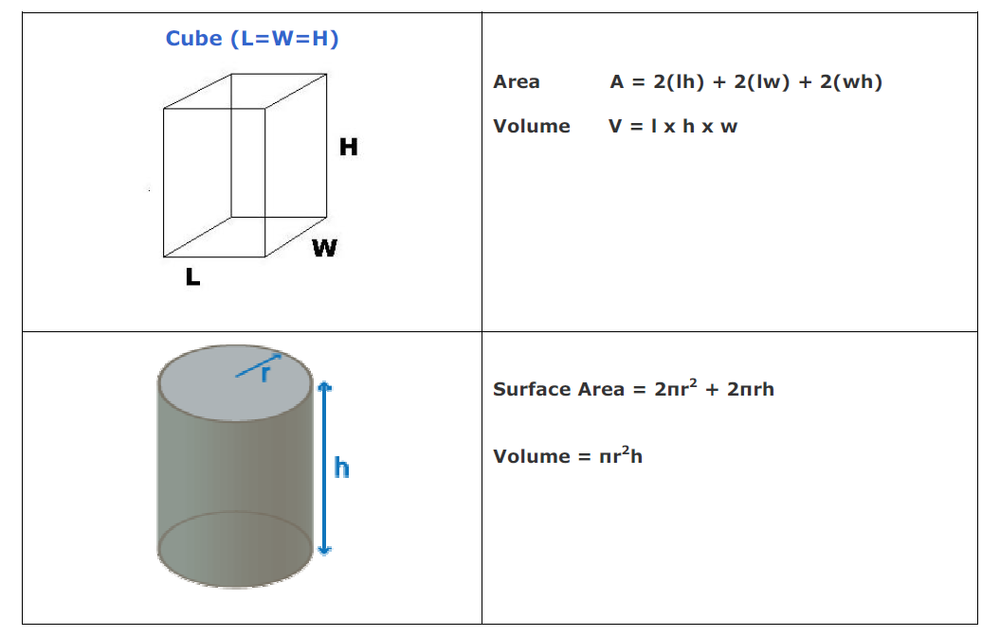 Cube (L=W=H)
H
W
L
Area A = 2(lh) + 2(lw) + 2(wh)
Volume V = l x h x w
r
h
Surface Area = 2πr² + 2πrh
Volume = πr²h